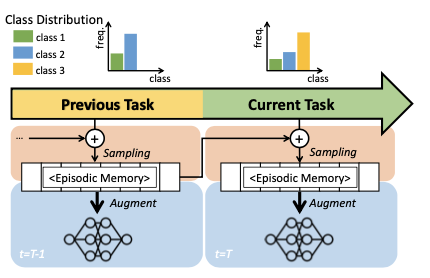 Class Distribution
class 1
class 2
class 3
freq.
class
freq.
class
Previous Task
Current Task
...
+
Sampling
+
Sampling
<Episodic Memory>
<Episodic Memory>
Augment
Augment
t=T-1
t=T